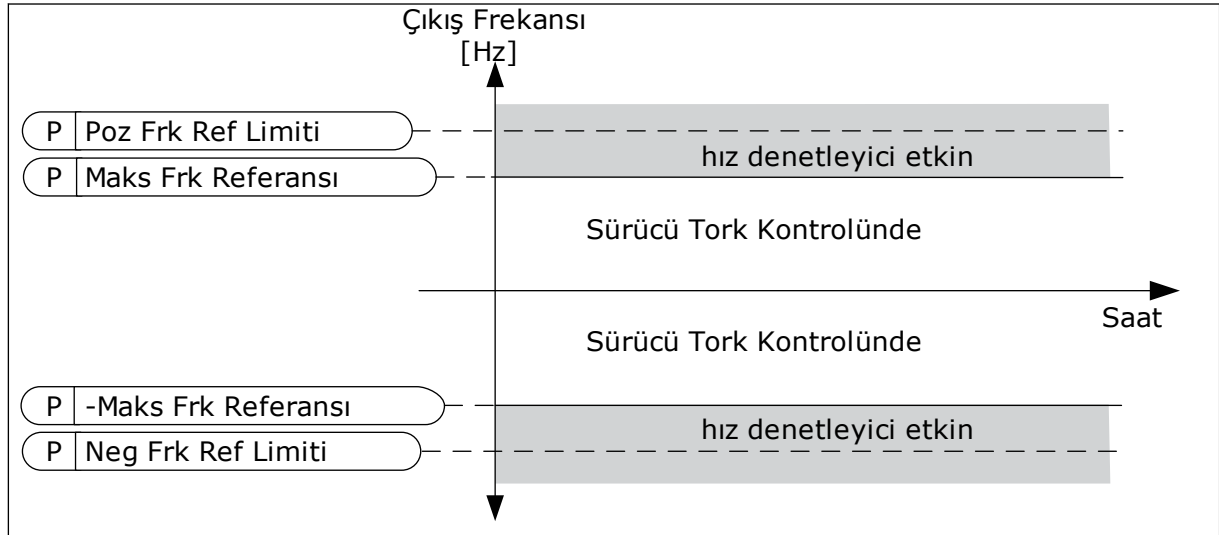 Çıkış Frekansı
[Hz]
P Poz Frk Ref Limiti
hız denetleyici etkin
P Maks Frk Referansı
Sürücü Tork Kontrolünde
Saat
Sürücü Tork Kontrolünde
P -Maks Frk Referansı
hız denetleyici etkin
P Neg Frk Ref Limiti